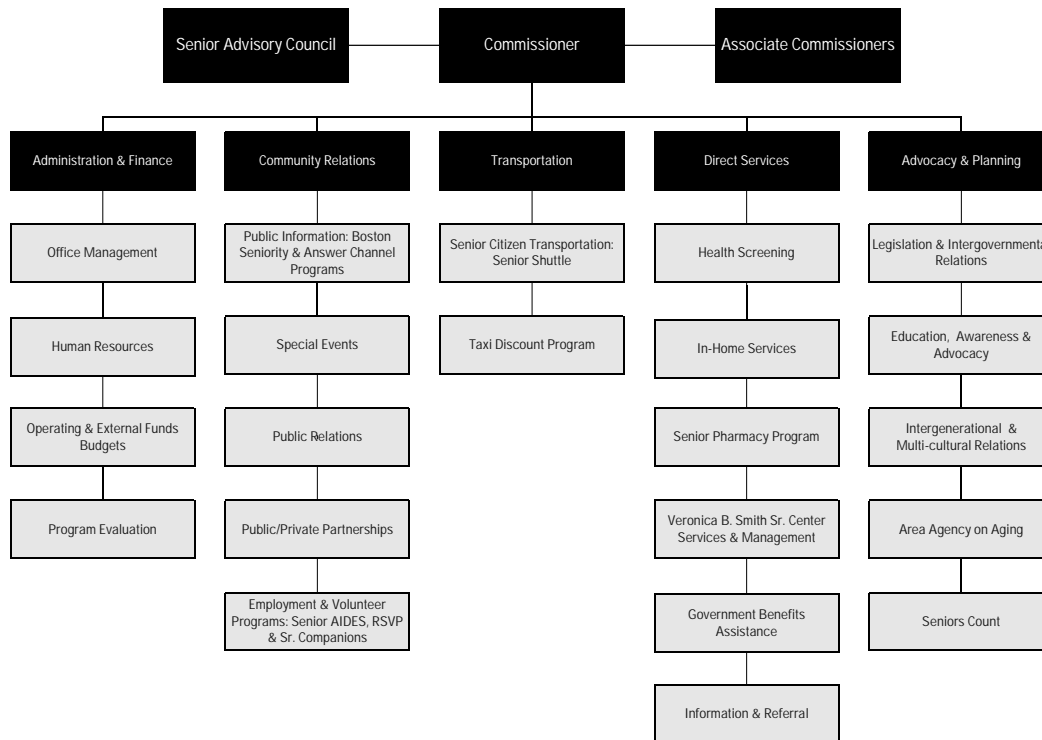 Senior Advisory Council
Commissioner
Associate Commissioners
Administration & Finance
Community Relations
Transportation
Direct Services
Advocacy & Planning
Office Management
Human Resources
Operating & External Funds
Budgets
Program Evaluation
Public Information: Boston
Seniority & Answer Channel
Programs
Special Events
Public Relations
Public/Private Partnerships
Employment & Volunteer
Programs: Senior AIDES, RSVP
& Sr. Companions
Senior Citizen Transportation:
Senior Shuttle
Taxi Discount Program
Health Screening
In-Home Services
Senior Pharmacy Program
Veronica B. Smith Sr. Center
Services & Management
Government Benefits
Assistance
Information & Referral
Legislation & Intergovernmenta
Relations
Education, Awareness &
Advocacy
Intergenerational &
Multi-cultural Relations
Area Agency on Aging
Seniors Count